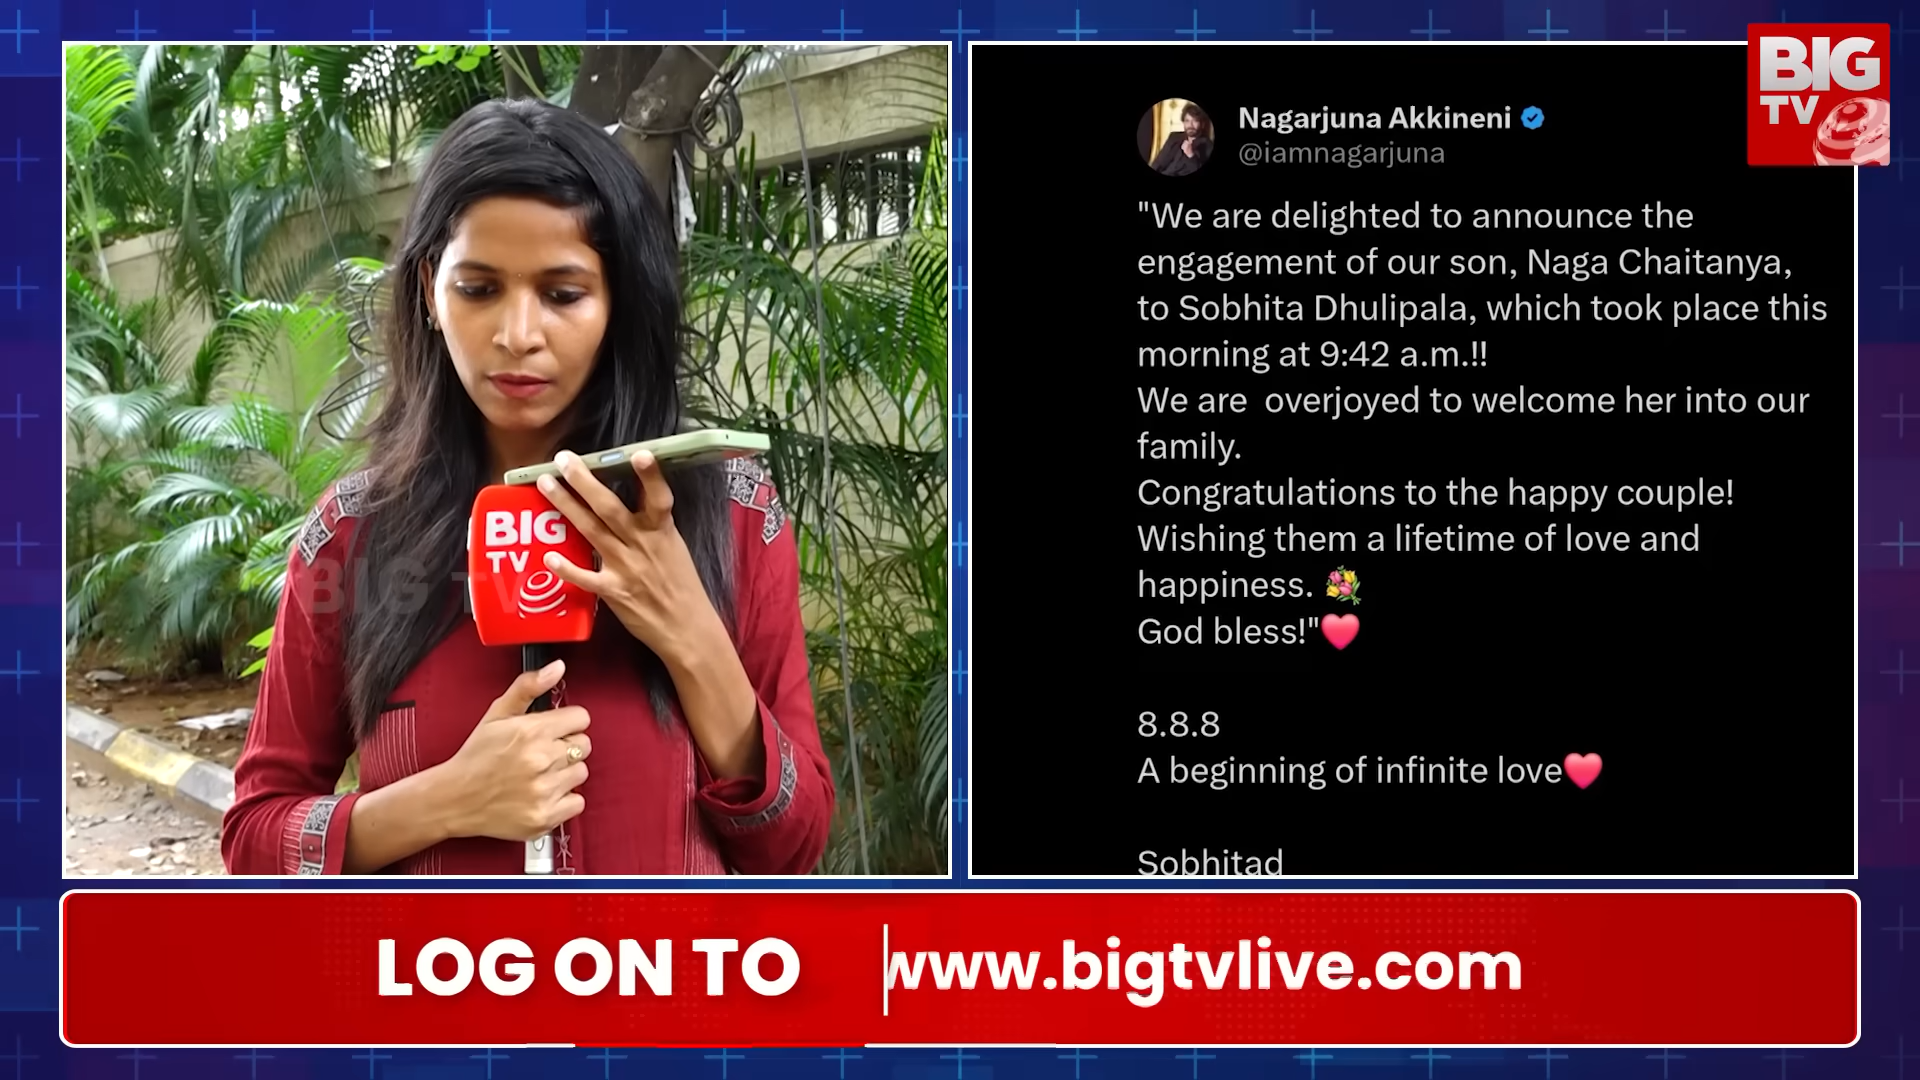 BIG
TV
BIG TV
BIG
TV
Nagarjuna Akkineni
@iamnagarjuna
"We are delighted to announce the
engagement of our son, Naga Chaitanya,
to Sobhita Dhulipala, which took place this
morning at 9:42 a.m.!!
We are  overjoyed to welcome her into our
family.
Congratulations to the happy couple!
Wishing them a lifetime of love and
happiness. 💐
God bless!"❤️
8.8.8
A beginning of infinite love❤️
Sobhitad
LOG ON TO
www.bigtvlive.com